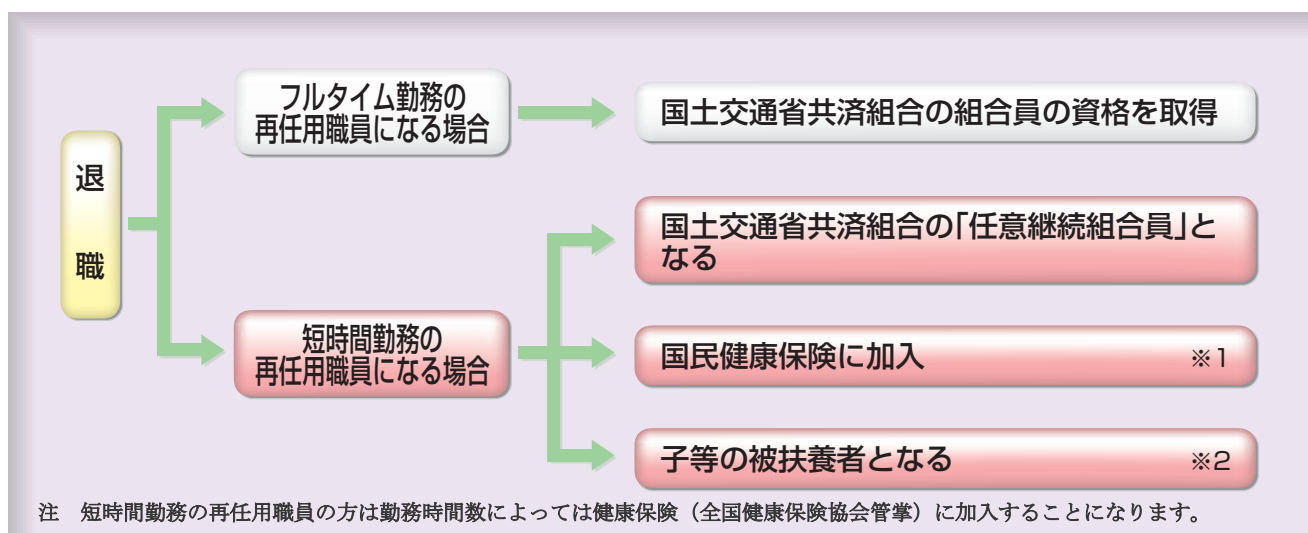 退職
フルタイム勤務の
再任用職員になる場合
国土交通省共済組合の組合員の資格を取得
短時間勤務の
再任用職員になる場合
国土交通省共済組合の「任意継続組合員」と
なる
国民健康保険に加入 ※1
子等の被扶養者となる ※2
注 短時間勤務の再任用職員の方は勤務時間数によっては健康保険（全国健康保険協会管掌）に加入することになります。